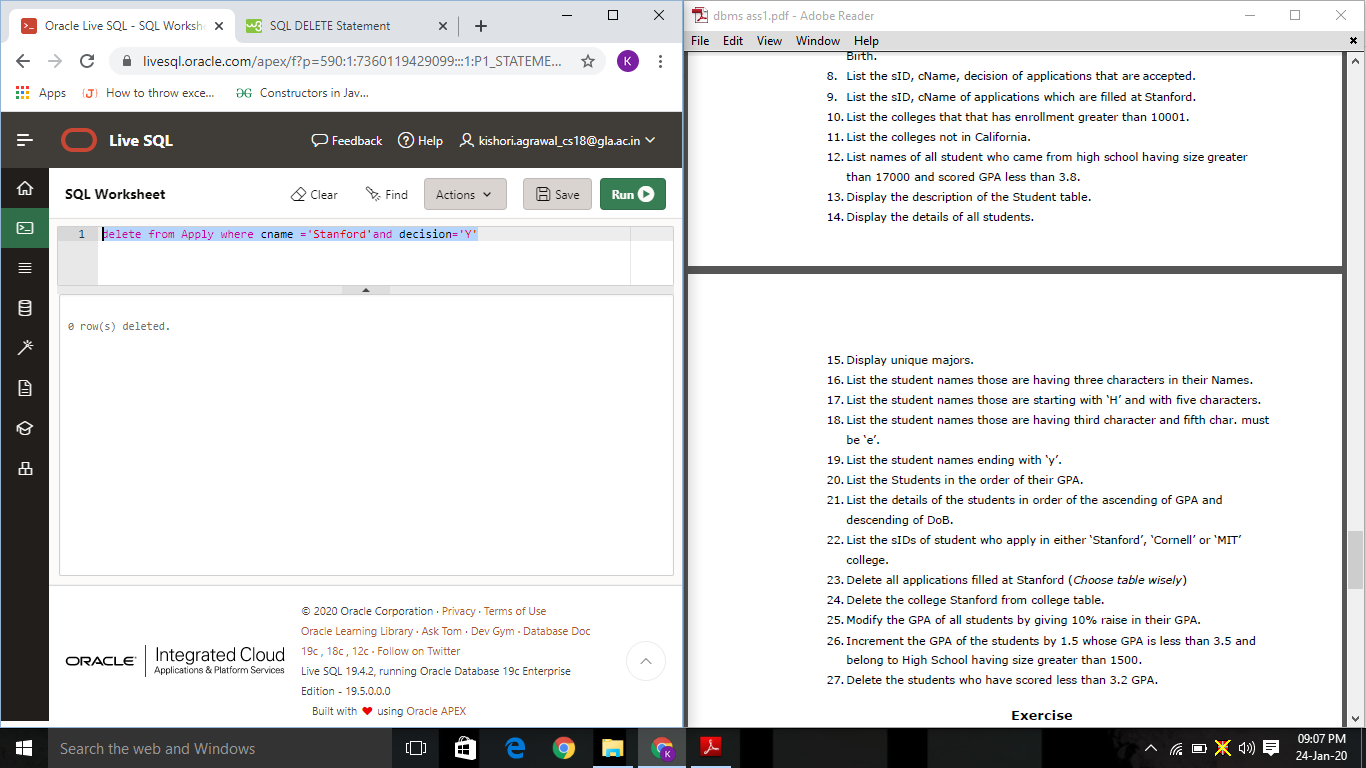 Oracle Live SQL - SQL Workshe
SQL DELETE Statement
livesql.oracle.com/apex/f?p=590:1:7360119429099:::1:P1_STATEME...
K
Apps
How to throw exce...
Constructors in Jav...
Live SQL
Feedback
Help
kishori.agrawal_cs18@gla.ac.in
SQL Worksheet
Clear
Find
Actions
Save
Run
1 delete from Apply where cname ='Stanford'and decision='Y'
0 row(s) deleted.
ORACLE
Integrated Cloud
Applications & Platform Services
© 2020 Oracle Corporation · Privacy · Terms of Use
Oracle Learning Library · Ask Tom · Dev Gym · Database Doc
19c , 18c , 12c · Follow on Twitter
Live SQL 19.4.2, running Oracle Database 19c Enterprise
Edition - 19.5.0.0.0
Built with ❤ using Oracle APEX
dbms ass1.pdf - Adobe Reader
File Edit View Window Help
Birth.
8. List the sID, cName, decision of applications that are accepted.
9. List the sID, cName of applications which are filled at Stanford.
10. List the colleges that that has enrollment greater than 10001.
11. List the colleges not in California.
12. List names of all student who came from high school having size greater
than 17000 and scored GPA less than 3.8.
13. Display the description of the Student table.
14. Display the details of all students.
15. Display unique majors.
16. List the student names those are having three characters in their Names.
17. List the student names those are starting with ‘H’ and with five characters.
18. List the student names those are having third character and fifth char. must
be ‘e’.
19. List the student names ending with ‘y’.
20. List the Students in the order of their GPA.
21. List the details of the students in order of the ascending of GPA and
descending of DoB.
22. List the sIDs of student who apply in either ‘Stanford’, ‘Cornell’ or ‘MIT’
college.
23. Delete all applications filled at Stanford (Choose table wisely)
24. Delete the college Stanford from college table.
25. Modify the GPA of all students by giving 10% raise in their GPA.
26. Increment the GPA of the students by 1.5 whose GPA is less than 3.5 and
belong to High School having size greater than 1500.
27. Delete the students who have scored less than 3.2 GPA.
Exercise
Search the web and Windows
K
09:07 PM
24-Jan-20